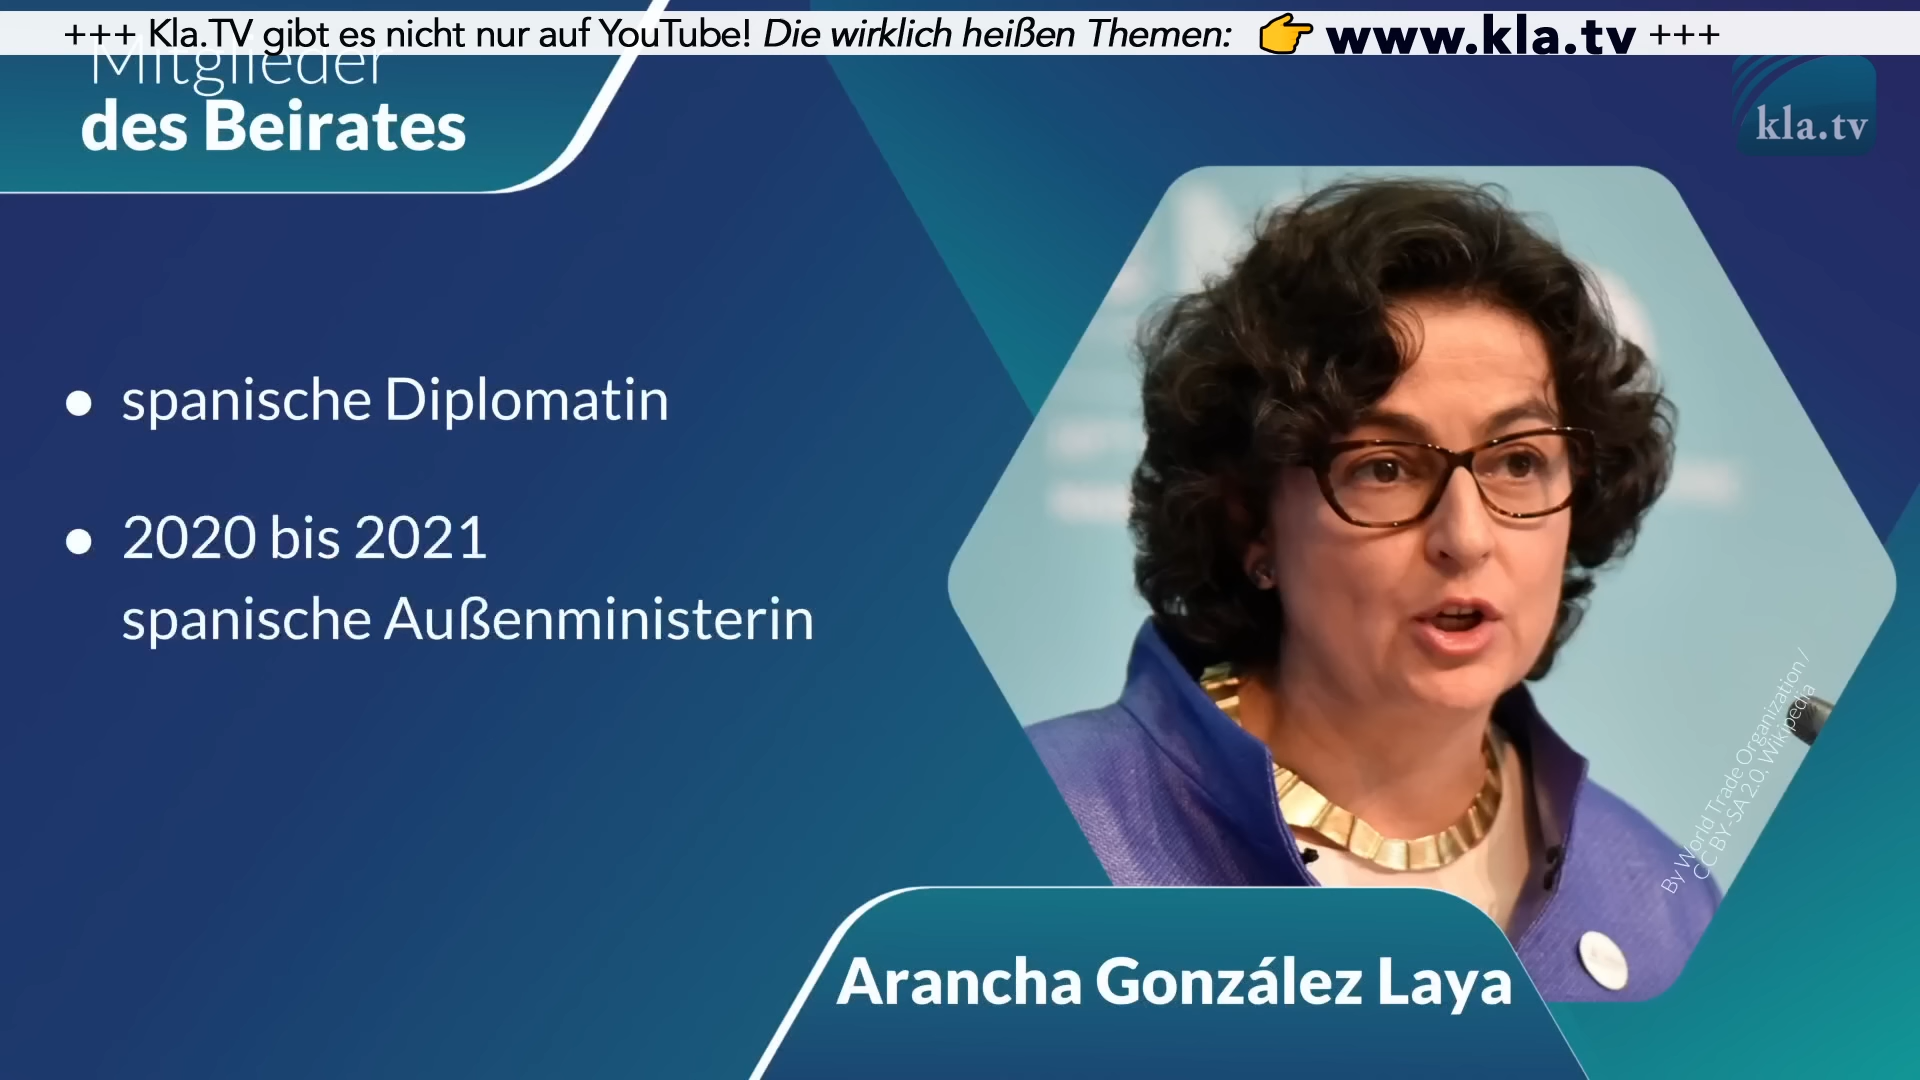 +++ Kla.TV gibt es nicht nur auf YouTube! Die wirklich heißen Themen: 👉 www.kla.tv +++
Mitglieder
des Beirates
kla.tv
● spanische Diplomatin
● 2020 bis 2021
spanische Außenministerin
By World Trade Organization /
CC BY-SA 2.0, Wikipedia
Arancha González Laya